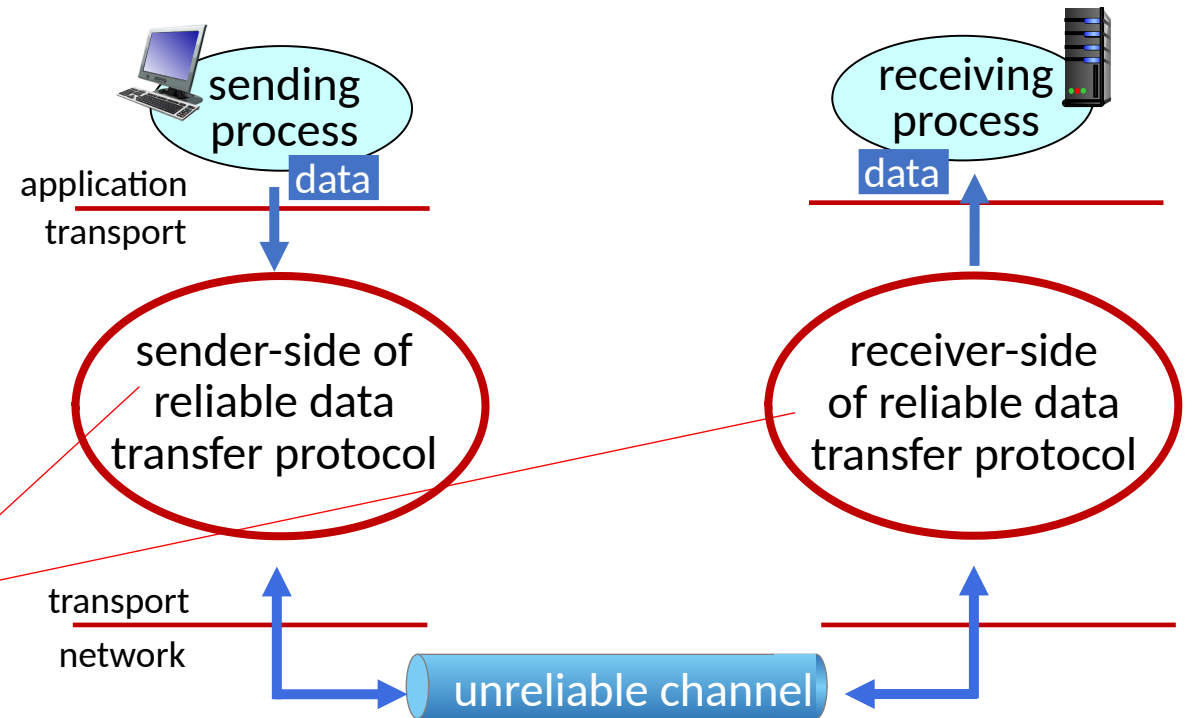 sending
process
data
application
transport
receiving
process
data
sender-side of
reliable data
transfer protocol
receiver-side
of reliable data
transfer protocol
transport
network
unreliable channel